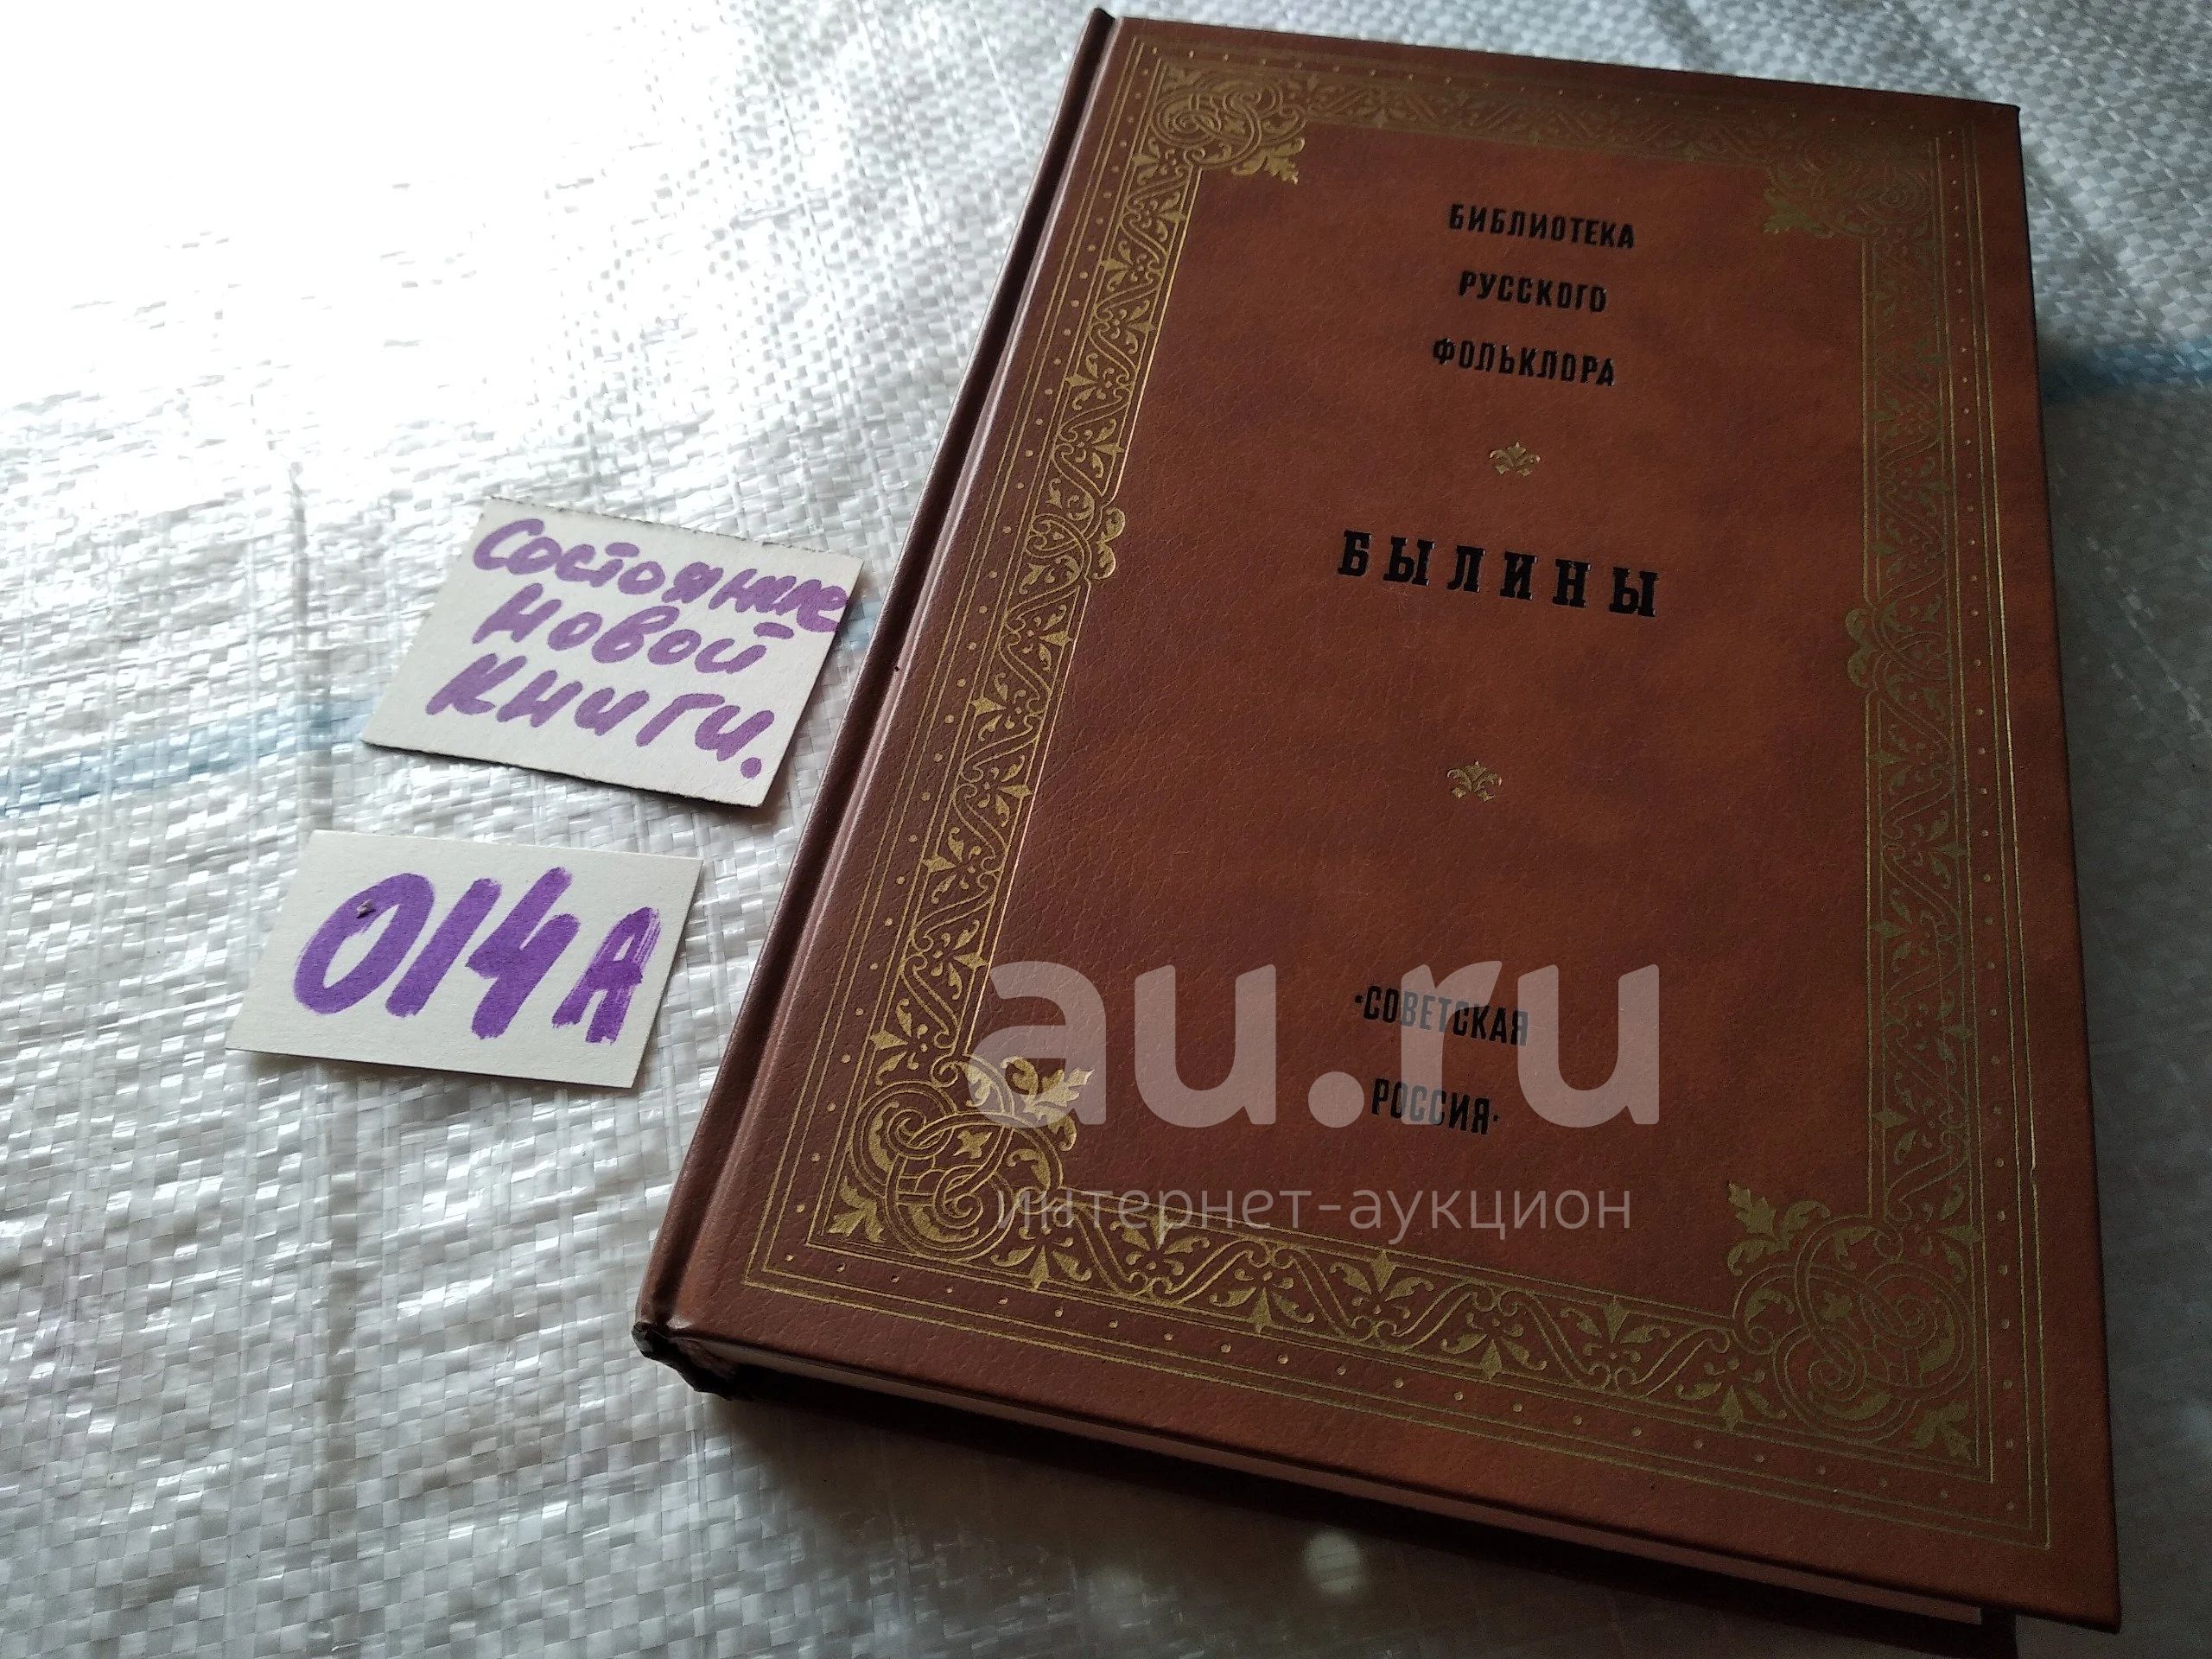 БИБЛИОТЕКА
РУССКОГО
ФОЛЬКЛОРА
БЫЛИНЫ
·СОВЕТСКАЯ
РОССИЯ·
Состояние
новой
книги.
014А
au.ru
интернет-аукцион